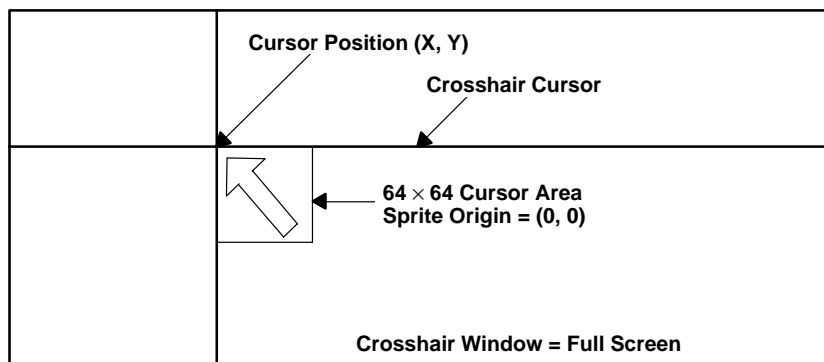 Cursor Position (X, Y)
Crosshair Cursor
64 × 64 Cursor Area
Sprite Origin = (0, 0)
Crosshair Window = Full Screen